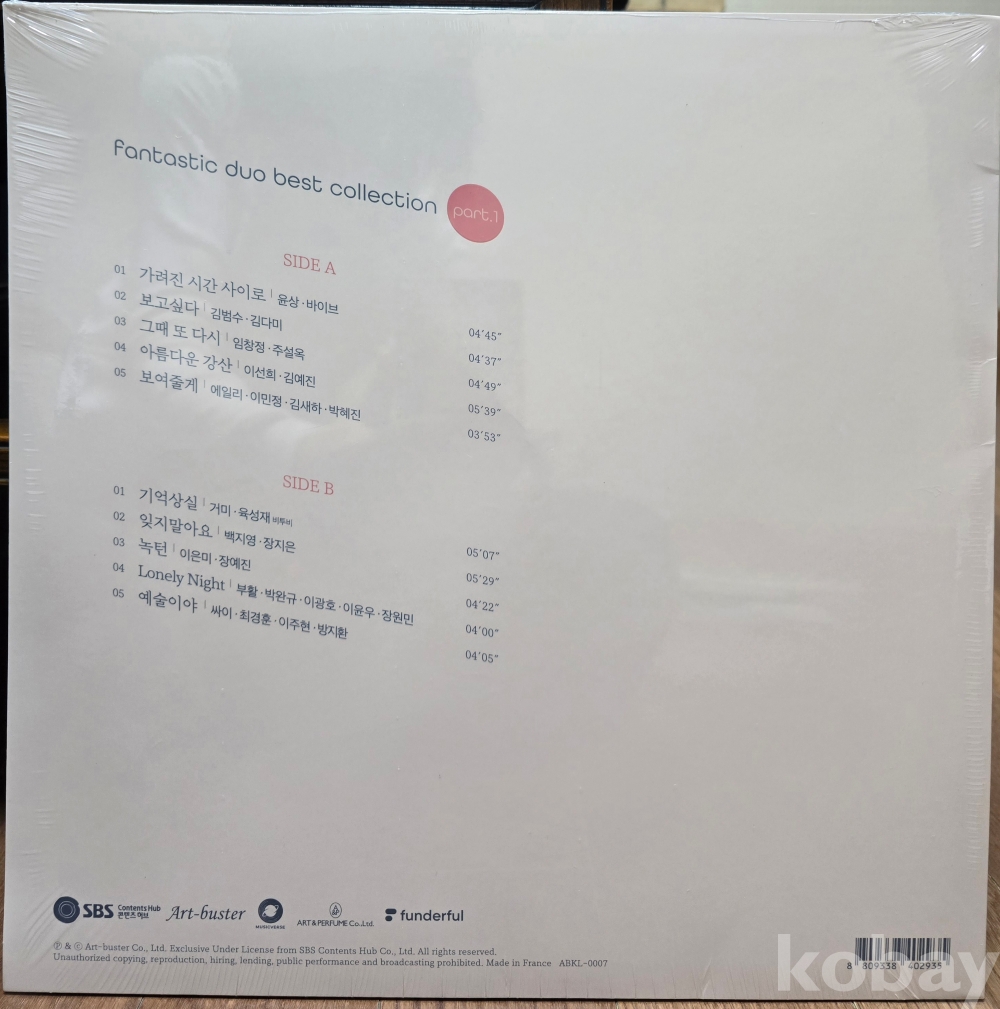 fantastic duo best collection part.1
SIDE A
01 가려진 시간 사이로 | 윤상·바이브 04'45"
02 보고싶다 | 김범수·김다미 04'37"
03 그때 또 다시 | 임창정·주설옥 04'49"
04 아름다운 강산 | 이선희·김예진 05'39"
05 보여줄게 | 에일리·이민정·김새하·박혜진 03'53"
SIDE B
01 기억상실 | 거미·육성재 비투비 05'07"
02 잊지말아요 | 백지영·장지은 05'29"
03 녹턴 | 이은미·장예진 04'22"
04 Lonely Night | 부활·박완규·이광호·이윤우·장원민 04'00"
05 예술이야 | 싸이·최경훈·이주현·방지환 04'05"
SBS Contents Hub 콘텐츠허브 Art-buster MUSICVERSE ART & PERFUME Co.,Ltd. funderful
Ⓟ & Ⓒ Art-buster Co., Ltd. Exclusive Under License from SBS Contents Hub Co., Ltd. All rights reserved.
Unauthorized copying, reproduction, hiring, lending, public performance and broadcasting prohibited. Made in France ABKL-0007
8 809338 402935
kobay